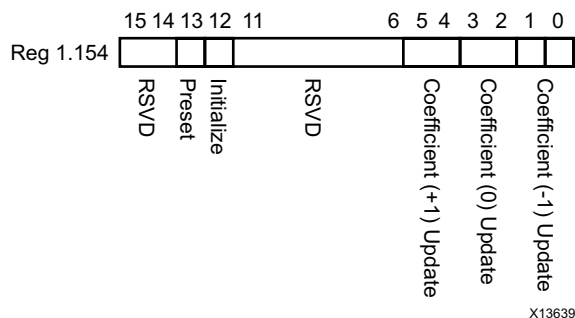 15 14 13 12 11 6 5 4 3 2 1 0
Reg 1.154
RSVD
Preset
Initialize
RSVD
Coefficient (+1) Update
Coefficient (0) Update
Coefficient (-1) Update
X13639